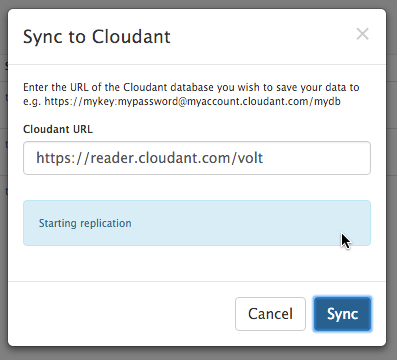 Sync to Cloudant
Enter the URL of the Cloudant database you wish to save your data to
e.g. https://mykey:mypassword@myaccount.cloudant.com/mydb
Cloudant URL
https://reader.cloudant.com/volt
Starting replication
Cancel
Sync